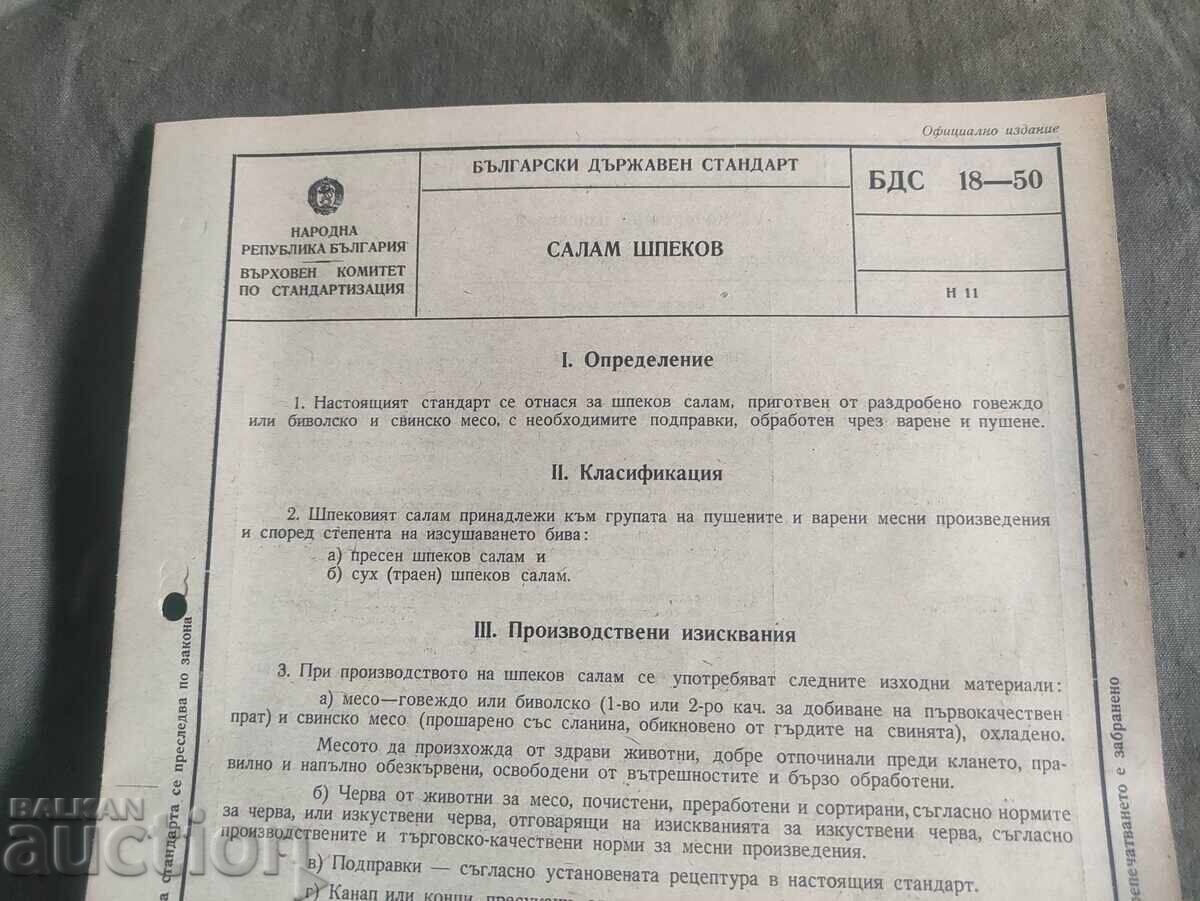 Официално издание
НАРОДНА
РЕПУБЛИКА БЪЛГАРИЯ
ВЪРХОВЕН КОМИТЕТ
ПО СТАНДАРТИЗАЦИЯ
БЪЛГАРСКИ ДЪРЖАВЕН СТАНДАРТ
САЛАМ ШПЕКОВ
БДС 18—50
Н 11
I. Определение
1. Настоящият стандарт се отнася за шпеков салам, приготвен от раздробено говеждо
или биволско и свинско месо, с необходимите подправки, обработен чрез варене и пушене.
II. Класификация
2. Шпековият салам принадлежи към групата на пушените и варени месни произведения
и според степента на изсушаването бива:
а) пресен шпеков салам и
б) сух (траен) шпеков салам.
III. Производствени изисквания
3. При производството на шпеков салам се употребяват следните изходни материали:
а) месо—говеждо или биволско (1-во или 2-ро кач. за добиване на първокачествен
прат) и свинско месо (прошарено със сланина, обикновено от гърдите на свинята), охладено.
Месото да произхожда от здрави животни, добре отпочинали преди клането, пра-
вилно и напълно обезкървени, освободени от вътрешностите и бързо обработени.
б) Черва от животни за месо, почистени, преработени и сортирани, съгласно нормите
за черва, или изкуствени черва, отговарящи на изискванията за изкуствени черва, съгласно
производствените и търговско-качествени норми за месни произведения.
в) Подправки — съгласно установената рецептура в настоящия стандарт.
г) Канап или конци
а стандарта се преследва по закона
репечатването е забранено
BALKAN
auction